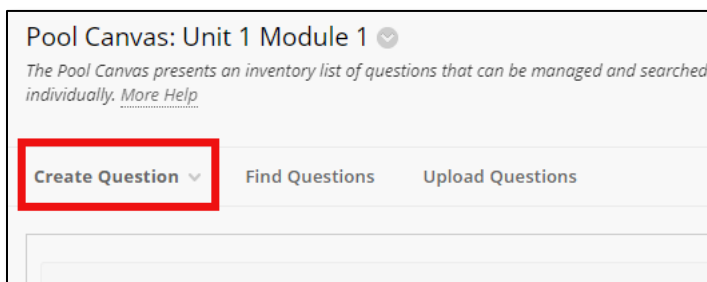 Pool Canvas: Unit 1 Module 1
The Pool Canvas presents an inventory list of questions that can be managed and searched
individually. More Help
Create Question Find Questions Upload Questions